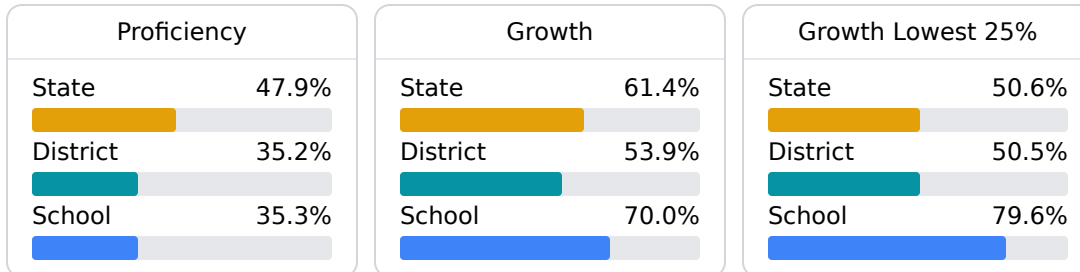 Proficiency
State 47.9%
District 35.2%
School 35.3%
Growth
State 61.4%
District 53.9%
School 70.0%
Growth Lowest 25%
State 50.6%
District 50.5%
School 79.6%